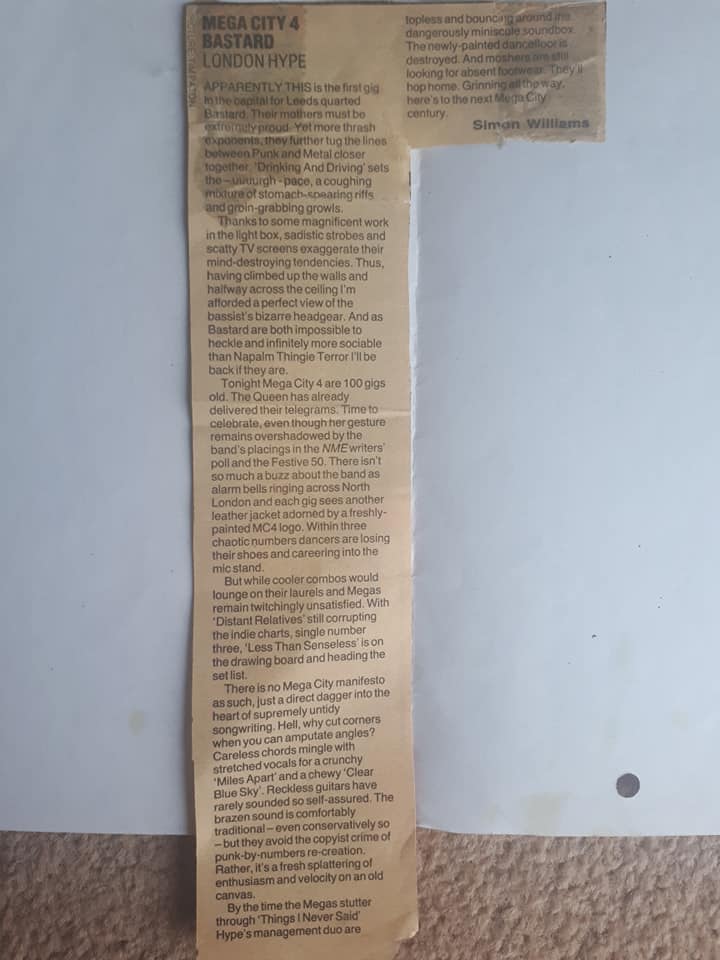 MEGA CITY 4
BASTARD
LONDON HYPE
APPARENTLY THIS is the first gig
in the capital for Leeds quarted
Bastard. Their mothers must be
extremely proud. Yet more thrash
exponents, they further tug the lines
between Punk and Metal closer
together. 'Drinking And Driving' sets
the – uuuurgh - pace, a coughing
mixture of stomach-spearing riffs
and groin-grabbing growls.
Thanks to some magnificent work
in the light box, sadistic strobes and
scatty TV screens exaggerate their
mind-destroying tendencies. Thus,
having climbed up the walls and
halfway across the ceiling I'm
afforded a perfect view of the
bassist's bizarre headgear. And as
Bastard are both impossible to
heckle and infinitely more sociable
than Napalm Thingie Terror I'll be
back if they are.
Tonight Mega City 4 are 100 gigs
old. The Queen has already
delivered their telegrams. Time to
celebrate, even though her gesture
remains overshadowed by the
band's placings in the NME writers'
poll and the Festive 50. There isn't
so much a buzz about the band as
alarm bells ringing across North
London and each gig sees another
leather jacket adorned by a freshly-
painted MC4 logo. Within three
chaotic numbers dancers are losing
their shoes and careering into the
mic stand.
But while cooler combos would
lounge on their laurels and Megas
remain twitchingly unsatisfied. With
'Distant Relatives' still corrupting
the indie charts, single number
three, 'Less Than Senseless' is on
the drawing board and heading the
set list.
There is no Mega City manifesto
as such, just a direct dagger into the
heart of supremely untidy
songwriting. Hell, why cut corners
when you can amputate angles?
Careless chords mingle with
stretched vocals for a crunchy
'Miles Apart' and a chewy 'Clear
Blue Sky'. Reckless guitars have
rarely sounded so self-assured. The
brazen sound is comfortably
traditional – even conservatively so
– but they avoid the copyist crime of
punk-by-numbers re-creation.
Rather, it's a fresh splattering of
enthusiasm and velocity on an old
canvas.
By the time the Megas stutter
through 'Things I Never Said'
Hype's management duo are
topless and bouncing around the
dangerously miniscule soundbox.
The newly-painted dancefloor is
destroyed. And moshers are still
looking for absent footwear. They'll
hop home. Grinning all the way,
here's to the next Mega City
century.
Simon Williams